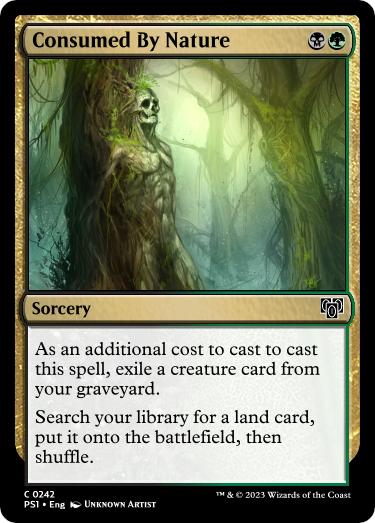 Consumed By Nature
Sorcery
As an additional cost to cast to cast
this spell, exile a creature card from
your graveyard.
Search your library for a land card,
put it onto the battlefield, then
shuffle.
C 0242
PS1 • Eng Unknown Artist
™ & © 2023 Wizards of the Coast